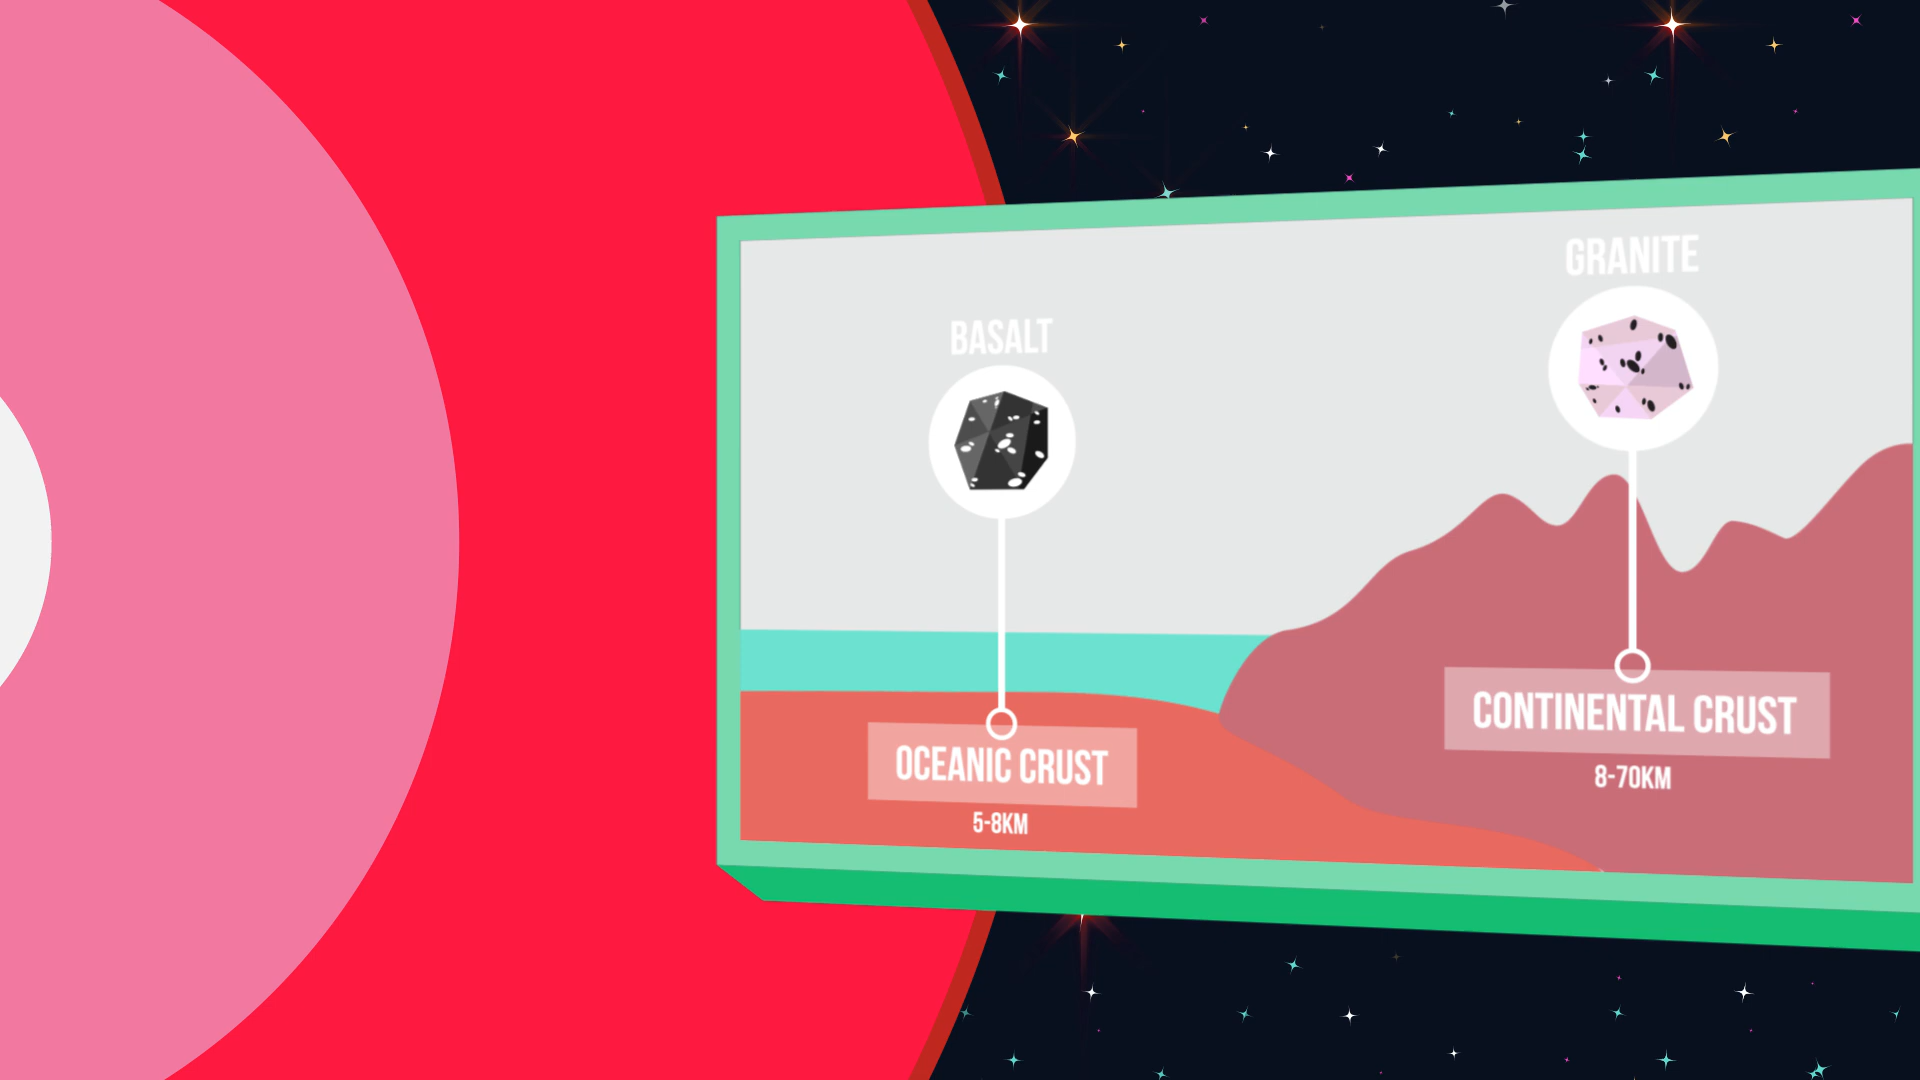 GRANITE
BASALT
CONTINENTAL CRUST
8-70KM
OCEANIC CRUST
5-8KM